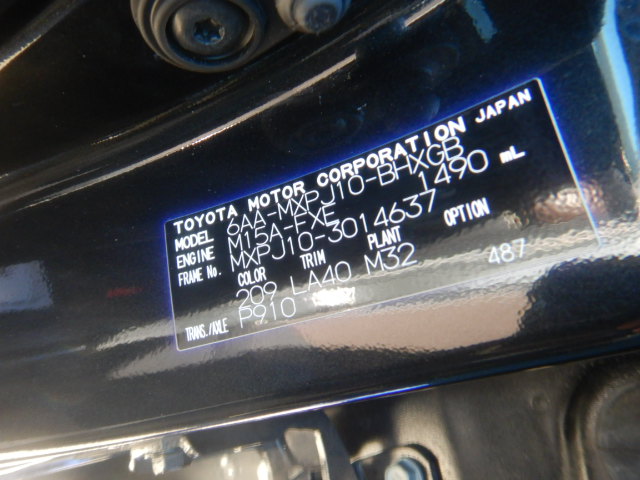 TOYOTA MOTOR CORPORATION JAPAN
MODEL 6AA-MXPJ10-BHXGB
ENGINE M15A-FXE 1490 mL
FRAME No. MXPJ10-3014637
COLOR TRIM PLANT OPTION
209 LA40 M32 487
TRANS./AXLE P910